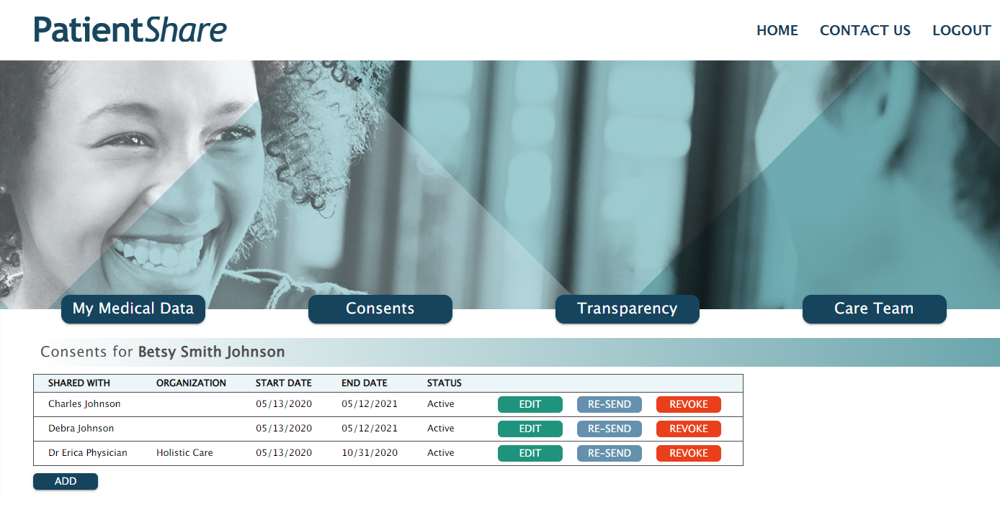 PatientShare
HOME CONTACT US LOGOUT
My Medical Data Consents Transparency Care Team
Consents for Betsy Smith Johnson
SHARED WITH ORGANIZATION START DATE END DATE STATUS
Charles Johnson 05/13/2020 05/12/2021 Active EDIT RE-SEND REVOKE
Debra Johnson 05/13/2020 05/12/2021 Active EDIT RE-SEND REVOKE
Dr Erica Physician Holistic Care 05/13/2020 10/31/2020 Active EDIT RE-SEND REVOKE
ADD